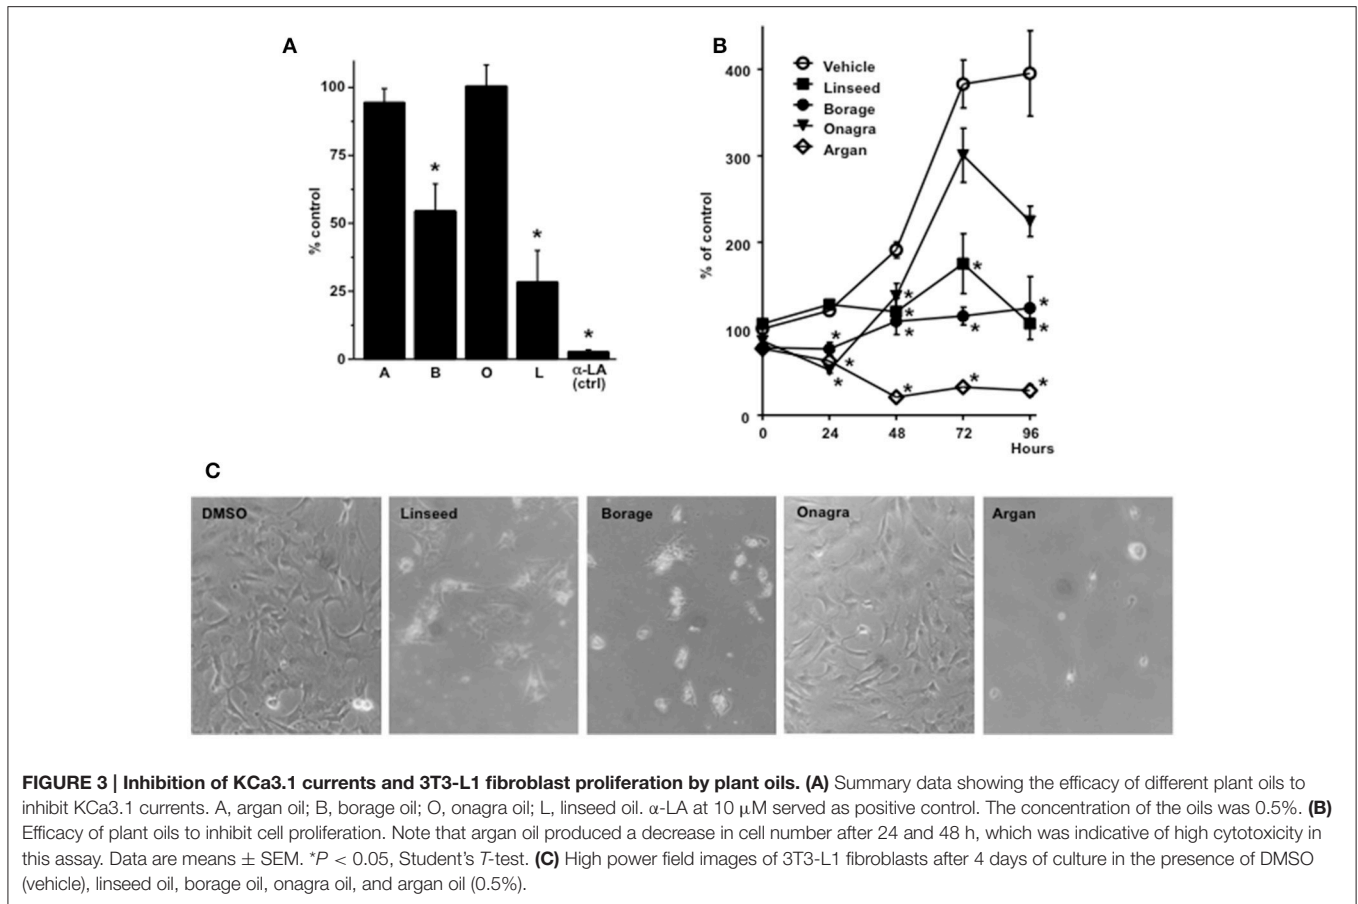 A
% control
100
75
50
25
0
*
*
*
A B O L α-LA
(ctrl)
B
% of control
400
300
200
100
0
Vehicle
Linseed
Borage
Onagra
Argan
*
*
*
*
*
*
*
*
*
*
*
*
*
0 24 48 72 96
Hours
C
DMSO
Linseed
Borage
Onagra
Argan
FIGURE 3 | Inhibition of KCa3.1 currents and 3T3-L1 fibroblast proliferation by plant oils. (A) Summary data showing the efficacy of different plant oils to
inhibit KCa3.1 currents. A, argan oil; B, borage oil; O, onagra oil; L, linseed oil. α-LA at 10 μM served as positive control. The concentration of the oils was 0.5%. (B)
Efficacy of plant oils to inhibit cell proliferation. Note that argan oil produced a decrease in cell number after 24 and 48 h, which was indicative of high cytotoxicity in
this assay. Data are means ± SEM. *P < 0.05, Student's T-test. (C) High power field images of 3T3-L1 fibroblasts after 4 days of culture in the presence of DMSO
(vehicle), linseed oil, borage oil, onagra oil, and argan oil (0.5%).